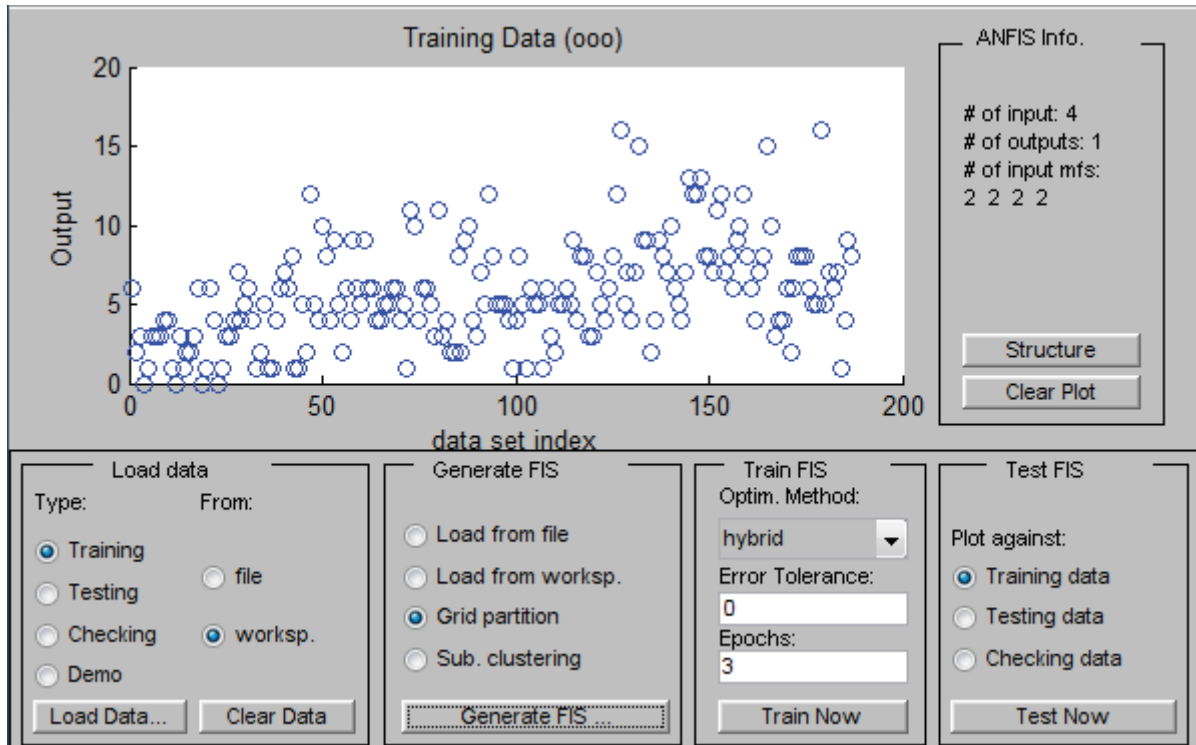 Training Data (ooo)
20
15
10
5
0
Output
0 50 100 150 200
data set index
ANFIS Info.
# of input: 4
# of outputs: 1
# of input mfs:
2 2 2 2
Structure
Clear Plot
Load data
Type: From:
Training
Testing
Checking
Demo
file
worksp.
Load Data... Clear Data
Generate FIS
Load from file
Load from worksp.
Grid partition
Sub. clustering
Generate FIS ...
Train FIS
Optim. Method:
hybrid
Error Tolerance:
0
Epochs:
3
Train Now
Test FIS
Plot against:
Training data
Testing data
Checking data
Test Now